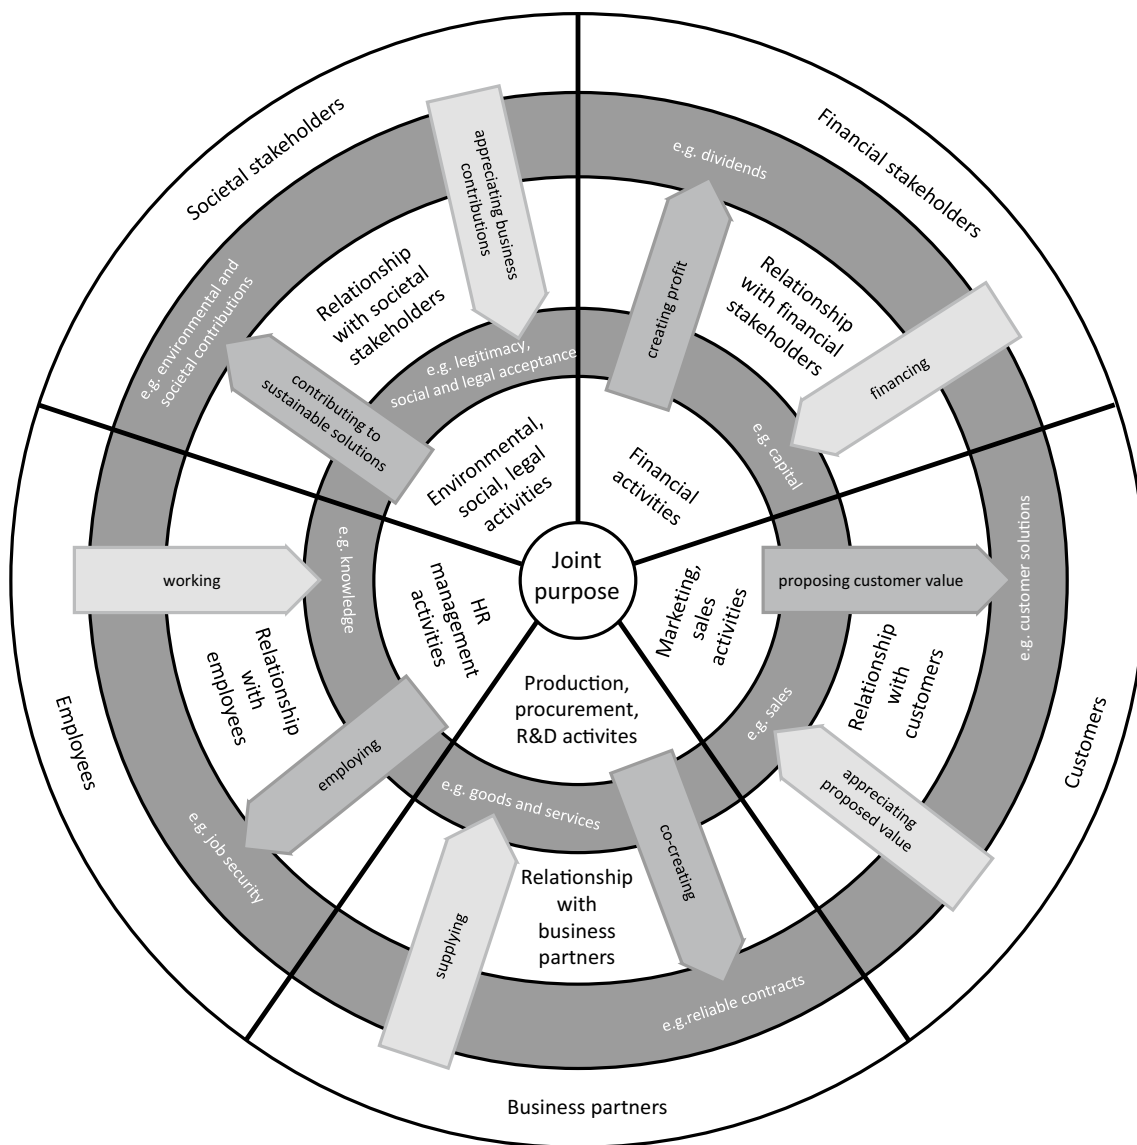 Societal stakeholders
Financial stakeholders
Customers
Business partners
Employees
e.g. environmental and
societal contributions
e.g. dividends
e.g. customer solutions
e.g.reliable contracts
e.g. job security
appreciating business
contributions
Relationship
with societal
stakeholders
contributing to
sustainable solutions
creating profit
Relationship
with financial
stakeholders
financing
proposing customer value
Relationship
with
customers
appreciating
proposed value
co-creating
Relationship
with
business
partners
supplying
employing
Relationship
with
employees
working
e.g. legitimacy,
social and legal acceptance
e.g. capital
e.g. sales
e.g. goods and services
e.g. knowledge
Environmental,
social, legal
activities
Financial
activities
Marketing,
sales
activities
Production,
procurement,
R&D activites
HR
management
activities
Joint
purpose